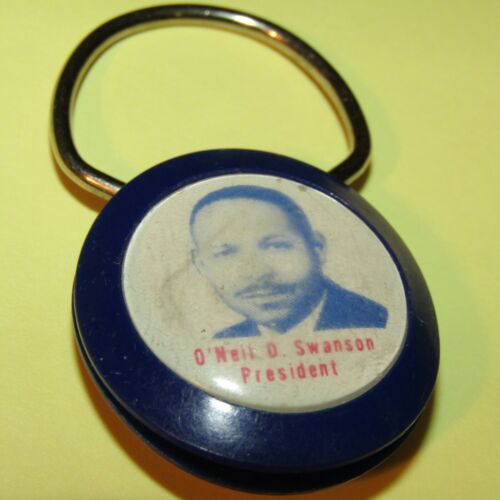 O'Neil D. Swanson
President